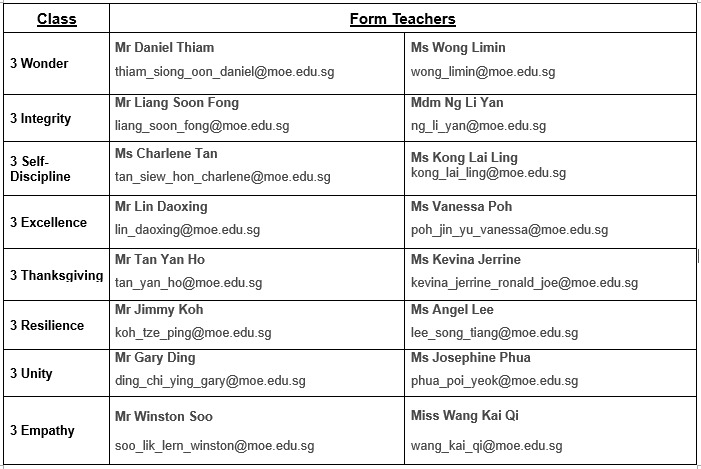 Class
Form Teachers
3 Wonder
Mr Daniel Thiam
thiam_siong_oon_daniel@moe.edu.sg
Ms Wong Limin
wong_limin@moe.edu.sg
3 Integrity
Mr Liang Soon Fong
liang_soon_fong@moe.edu.sg
Mdm Ng Li Yan
ng_li_yan@moe.edu.sg
3 Self-
Discipline
Ms Charlene Tan
tan_siew_hon_charlene@moe.edu.sg
Ms Kong Lai Ling
kong_lai_ling@moe.edu.sg
3 Excellence
Mr Lin Daoxing
lin_daoxing@moe.edu.sg
Ms Vanessa Poh
poh_jin_yu_vanessa@moe.edu.sg
3 Thanksgiving
Mr Tan Yan Ho
tan_yan_ho@moe.edu.sg
Ms Kevina Jerrine
kevina_jerrine_ronald_joe@moe.edu.sg
3 Resilience
Mr Jimmy Koh
koh_tze_ping@moe.edu.sg
Ms Angel Lee
lee_song_tiang@moe.edu.sg
3 Unity
Mr Gary Ding
ding_chi_ying_gary@moe.edu.sg
Ms Josephine Phua
phua_poi_yeok@moe.edu.sg
3 Empathy
Mr Winston Soo
soo_lik_lern_winston@moe.edu.sg
Miss Wang Kai Qi
wang_kai_qi@moe.edu.sg